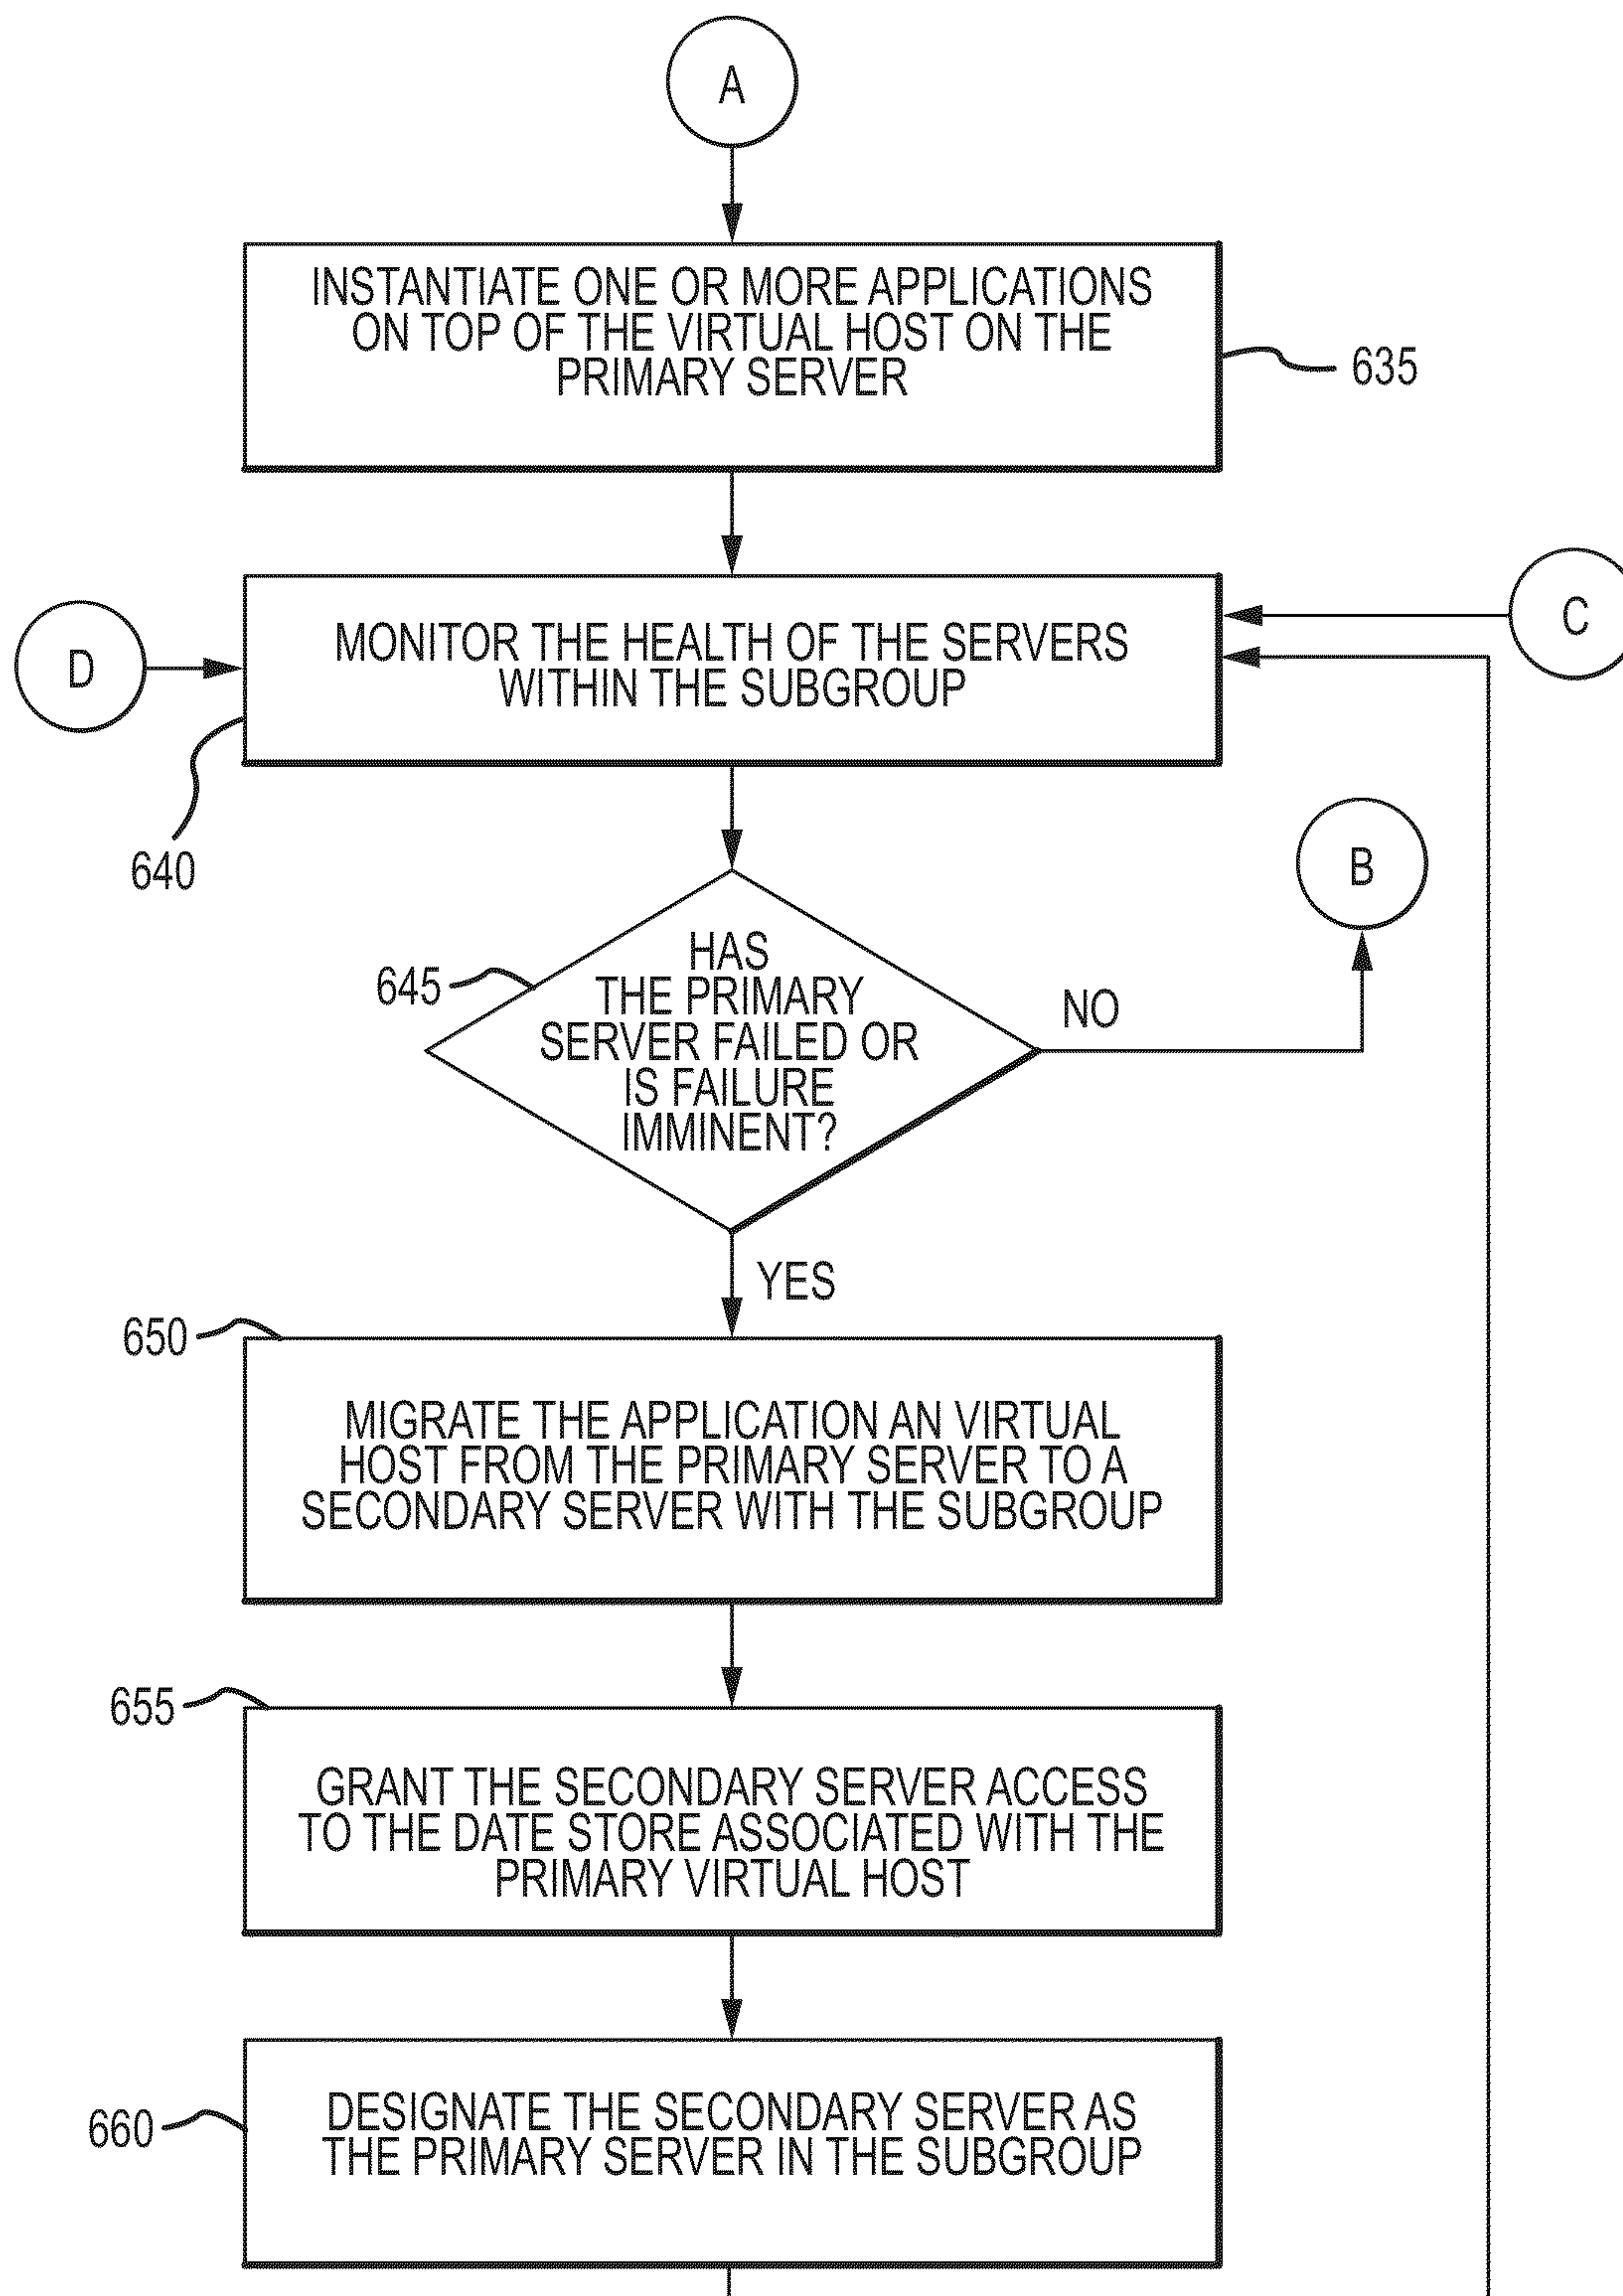 A
INSTANTIATE ONE OR MORE APPLICATIONS
ON TOP OF THE VIRTUAL HOST ON THE
PRIMARY SERVER
635
C
MONITOR THE HEALTH OF THE SERVERS
WITHIN THE SUBGROUP
D
640
B
645
HAS
THE PRIMARY
SERVER FAILED OR
IS FAILURE
IMMINENT?
NO
YES
650
MIGRATE THE APPLICATION AN VIRTUAL
HOST FROM THE PRIMARY SERVER TO A
SECONDARY SERVER WITH THE SUBGROUP
655
GRANT THE SECONDARY SERVER ACCESS
TO THE DATE STORE ASSOCIATED WITH THE
PRIMARY VIRTUAL HOST
660
DESIGNATE THE SECONDARY SERVER AS
THE PRIMARY SERVER IN THE SUBGROUP